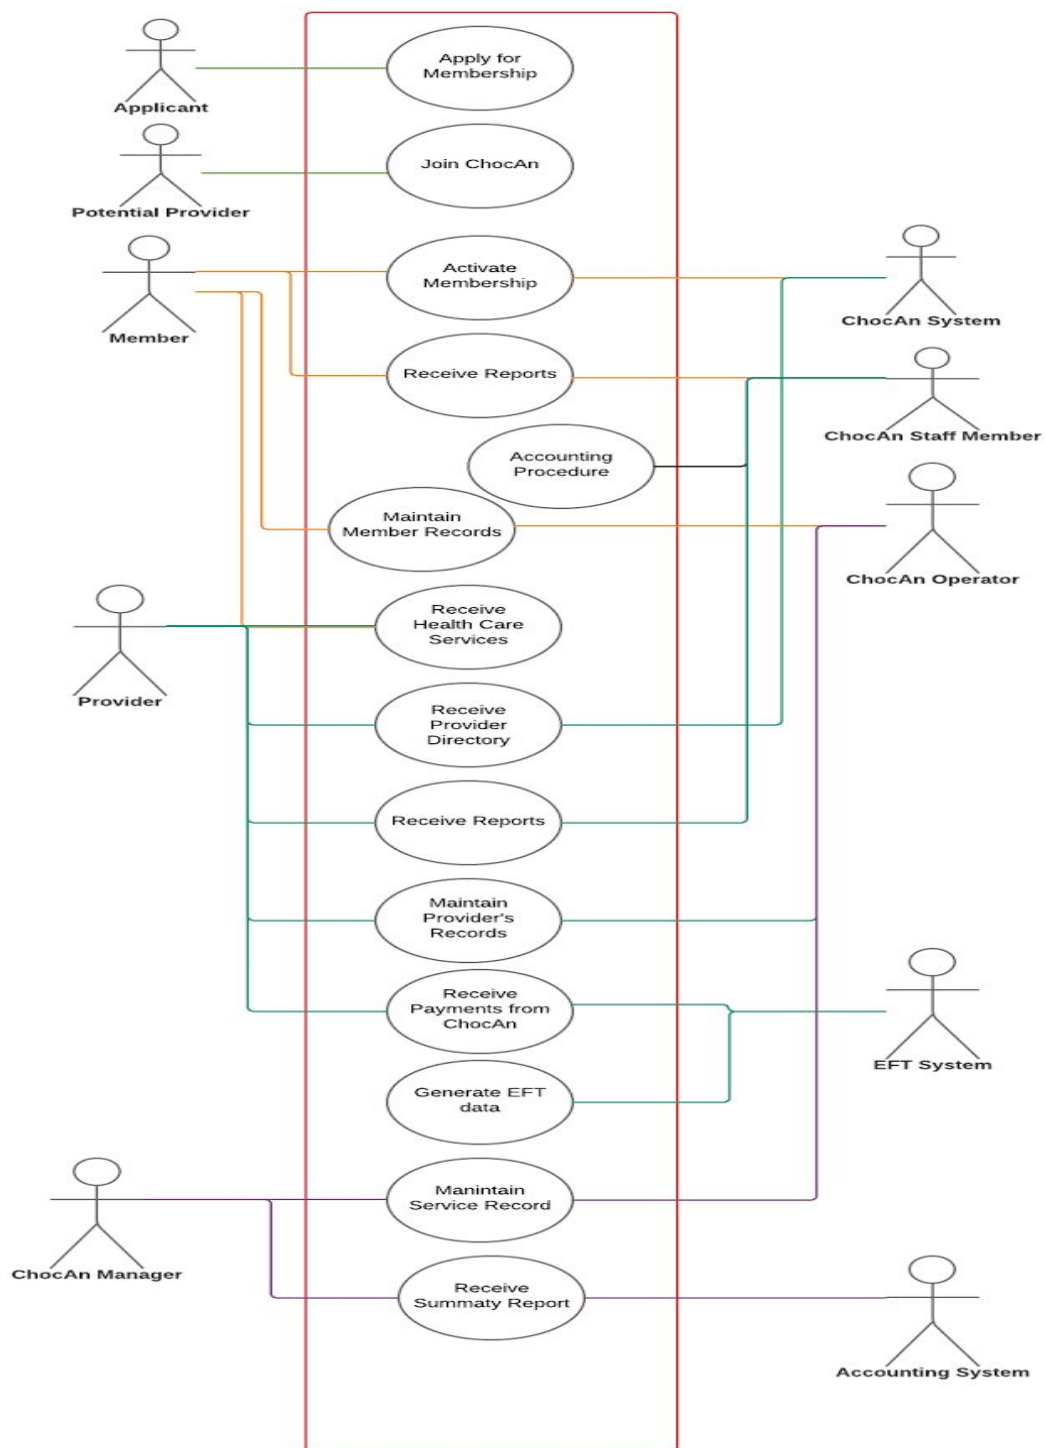 Apply for
Membership
Applicant
Join ChocAn
Potential Provider
Activate
Membership
Member
ChocAn System
Receive Reports
ChocAn Staff Member
Accounting
Procedure
Maintain
Member Records
ChocAn Operator
Receive
Health Care
Services
Provider
Receive
Provider
Directory
Receive Reports
Maintain
Provider's
Records
Receive
Payments from
ChocAn
EFT System
Generate EFT
data
Manintain
Service Record
ChocAn Manager
Receive
Summaty Report
Accounting System